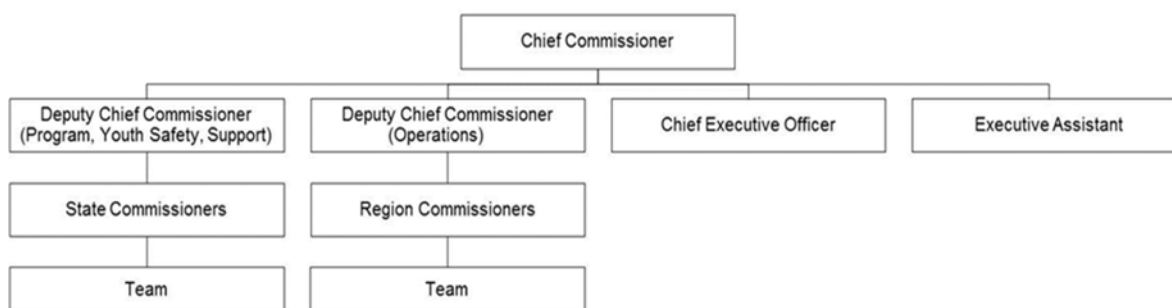 Chief Commissioner
Deputy Chief Commissioner
(Program, Youth Safety, Support)
Deputy Chief Commissioner
(Operations)
Chief Executive Officer
Executive Assistant
State Commissioners
Region Commissioners
Team
Team